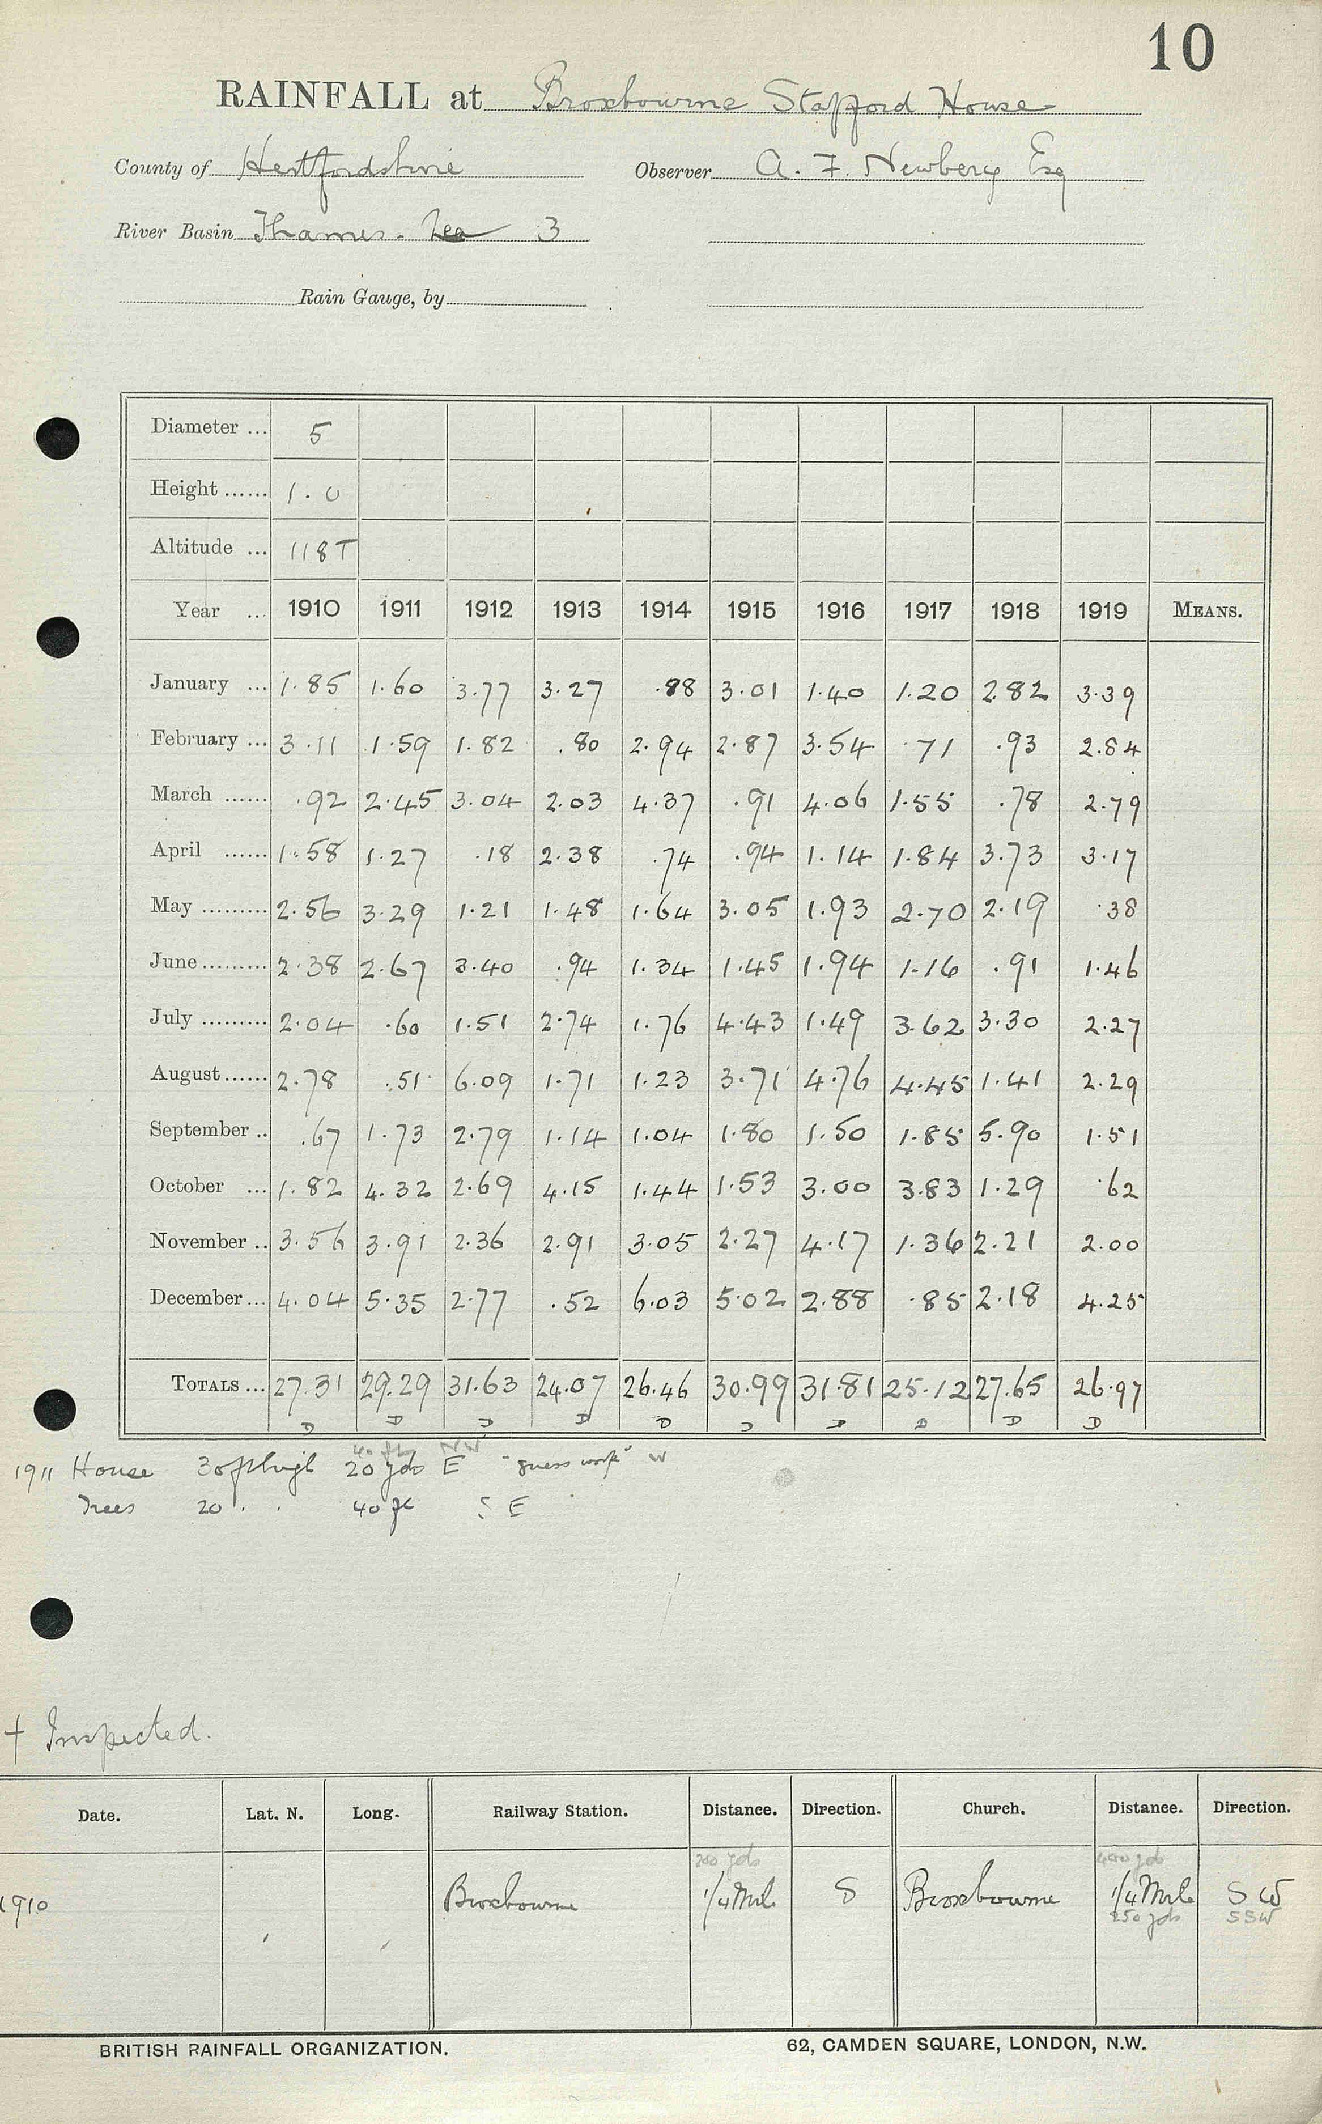 10
RAINFALL at Broxbourne Stafford House
County of Hertfordshire Observer A. F. Newbery Esq
River Basin Thames. Lea 3
Rain Gauge, by
Diameter ... 5
Height ...... 1.0
Altitude ... 118T
Year ... 1910 1911 1912 1913 1914 1915 1916 1917 1918 1919 MEANS.
January ... 1.85 1.60 3.77 3.27 .88 3.01 1.40 1.20 2.82 3.39
February ... 3.11 1.59 1.82 .80 2.94 2.87 3.54 .71 .93 2.84
March ...... .92 2.45 3.04 2.03 4.37 .91 4.06 1.55 .78 2.79
April ...... 1.58 1.27 .18 2.38 .74 .94 1.14 1.84 3.73 3.17
May ......... 2.56 3.29 1.21 1.48 1.64 3.05 1.93 2.70 2.19 .38
June ......... 2.38 2.67 3.40 .94 1.34 1.45 1.94 1.16 .91 1.46
July ......... 2.04 .60 1.51 2.74 1.76 4.43 1.49 3.62 3.30 2.27
August ...... 2.78 .51 6.09 1.71 1.23 3.71 4.76 4.45 1.41 2.29
September .. .67 1.73 2.79 1.14 1.04 1.80 1.50 1.85 5.90 1.51
October ... 1.82 4.32 2.69 4.15 1.44 1.53 3.00 3.83 1.29 .62
November .. 3.56 3.91 2.36 2.91 3.05 2.27 4.17 1.36 2.21 2.00
December ... 4.04 5.35 2.77 .52 6.03 5.02 2.88 .85 2.18 4.25
TOTALS ... 27.31 29.29 31.63 24.07 26.46 30.99 31.81 25.12 27.65 26.97
D D D D D D D D D D
40 ft NW
1911 House 30ft high 20 yds E "guess work" W
Trees 20 " " 40 ft S E
† Inspected.
Date. Lat. N. Long. Railway Station. Distance. Direction. Church. Distance. Direction.
200 yds 400 yds
1910 Broxbourne 1/4 Mile S Broxbourne 1/4 Mile S W
250 yds SSW
BRITISH RAINFALL ORGANIZATION. 62, CAMDEN SQUARE, LONDON, N.W.